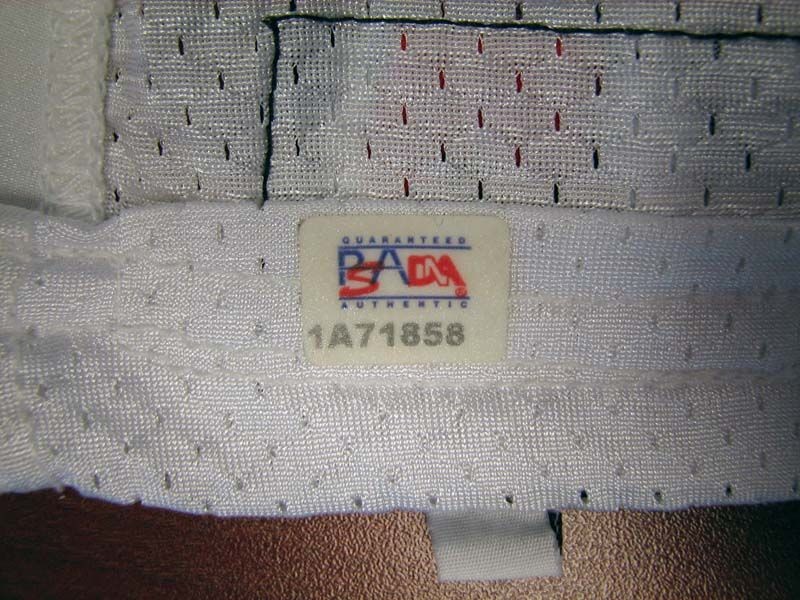 GUARANTEED
PSA DNA
AUTHENTIC
1A71858